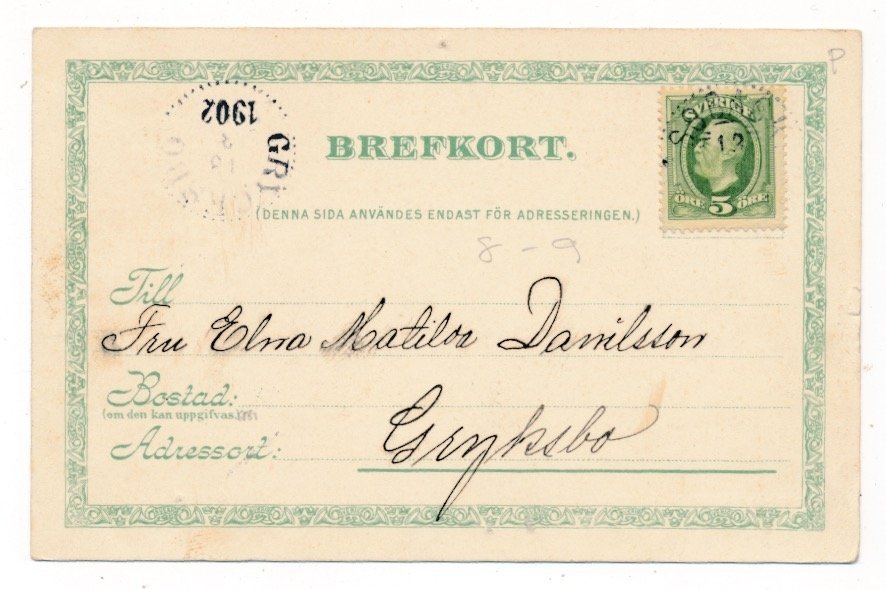 P
1902
SVERIGE
13
BREFKORT.
ÖRE 5 ÖRE
(DENNA SIDA ANVÄNDES ENDAST FÖR ADRESSERINGEN.)
8 - 9
Till
Fru Elna Matilda Danilsson
Bostad:
(om den kan uppgifvas.)
Adressort:
Gryksbo